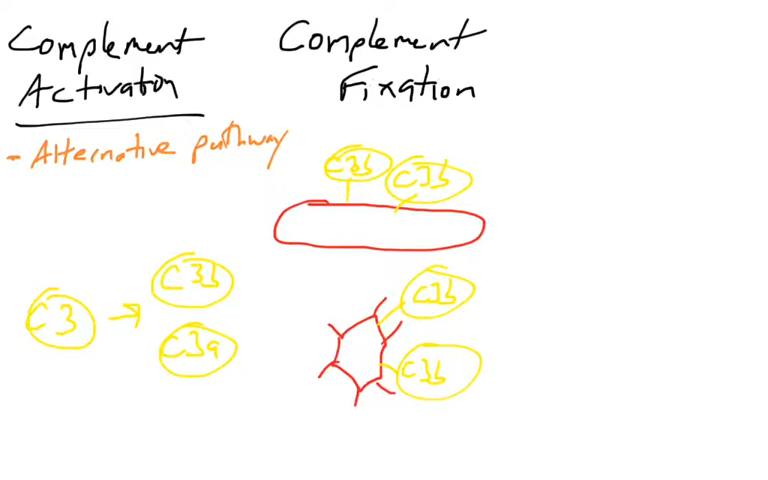 Complement
Activation
- Alternative pathway
C3 → C3b
C3a
Complement
Fixation
C3b C3b
C3b
C3b